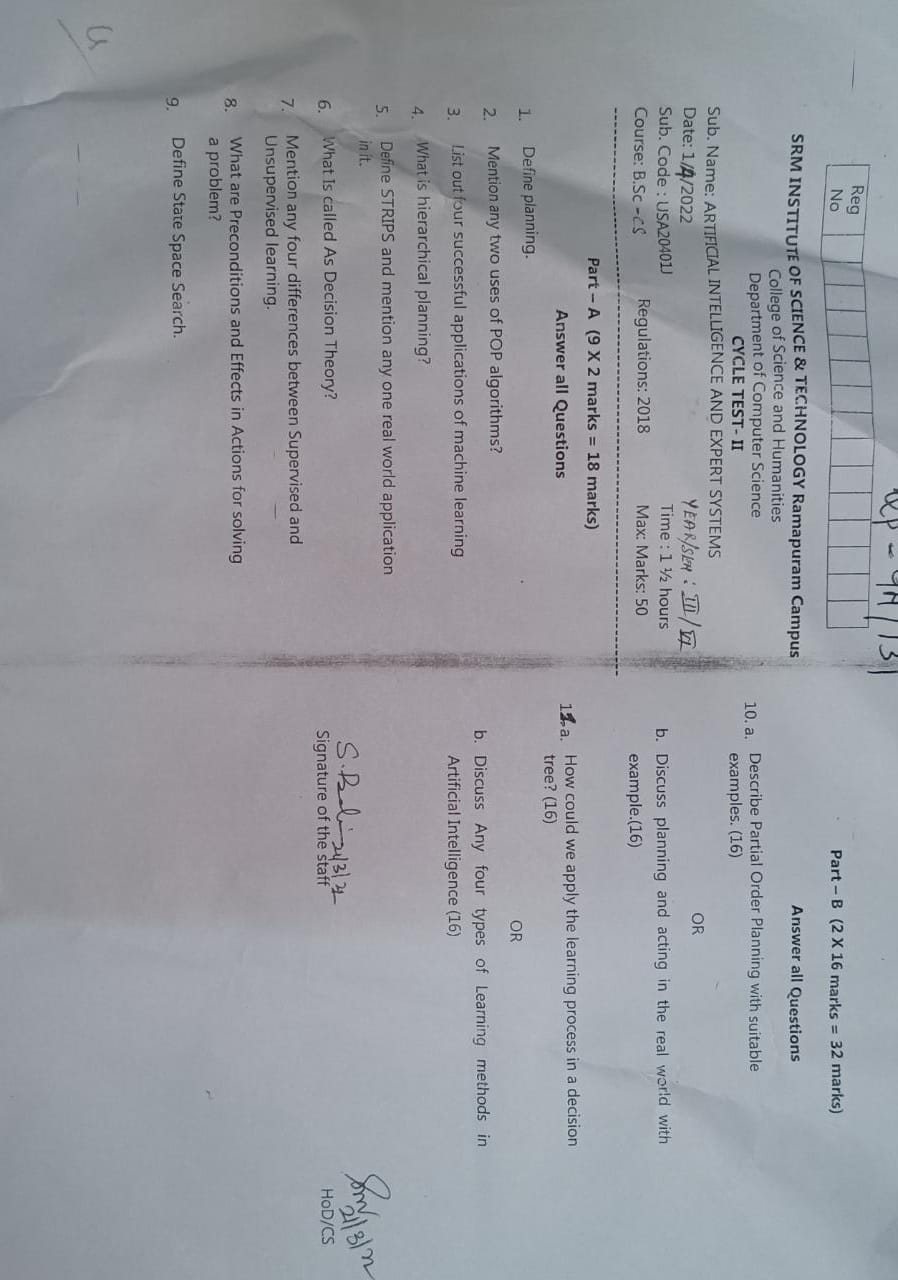 QP - 9A/131
Reg
No
SRM INSTITUTE OF SCIENCE & TECHNOLOGY Ramapuram Campus
College of Science and Humanities
Department of Computer Science
CYCLE TEST- II
Sub. Name: ARTIFICIAL INTELLIGENCE AND EXPERT SYSTEMS
Date: 1/4/2022 YEAR/SEM : III/VI
Sub. Code : USA20401J Time : 1 ½ hours
Course: B.Sc -CS Regulations: 2018 Max: Marks: 50
Part – A (9 X 2 marks = 18 marks)
Answer all Questions
1. Define planning.
2. Mention any two uses of POP algorithms?
3. List out four successful applications of machine learning
4. What is hierarchical planning?
5. Define STRIPS and mention any one real world application
in it.
6. What Is called As Decision Theory?
7. Mention any four differences between Supervised and
Unsupervised learning.
8. What are Preconditions and Effects in Actions for solving
a problem?
9. Define State Space Search.
Part – B (2 X 16 marks = 32 marks)
Answer all Questions
10. a. Describe Partial Order Planning with suitable
examples. (16)
OR
b. Discuss planning and acting in the real world with
example.(16)
11. a. How could we apply the learning process in a decision
tree? (16)
OR
b. Discuss Any four types of Learning methods in
Artificial Intelligence (16)
Signature of the staff
21/3/22
HoD/CS